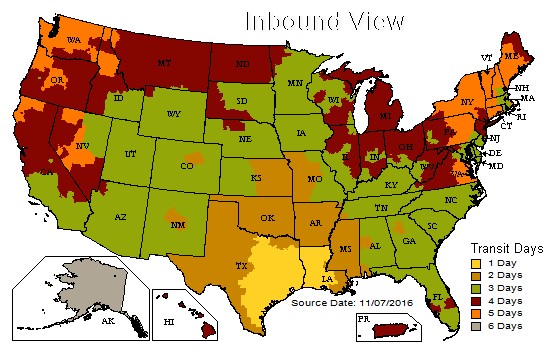 Inbound View
WA
MT
ND
MN
VT
ME
OR
ID
SD
WI
MI
NY
NH
MA
RI
CT
WY
IA
NE
PA
NJ
NV
UT
CO
IL
IN
OH
DE
MD
CA
KS
MO
WV
VA
KY
NC
AZ
NM
OK
AR
TN
SC
TX
LA
MS
AL
GA
FL
AK
HI
PR
Source Date: 11/07/2016
Transit Days
1 Day
2 Days
3 Days
4 Days
5 Days
6 Days